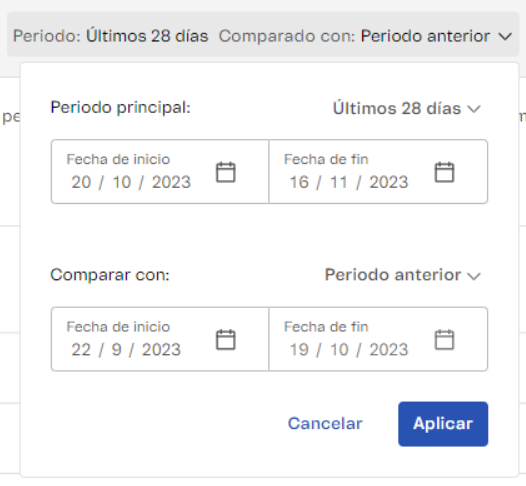 Periodo: Últimos 28 días Comparado con: Periodo anterior
pe
Periodo principal: Últimos 28 días
Fecha de inicio Fecha de fin
20 / 10 / 2023 16 / 11 / 2023
Comparar con: Periodo anterior
Fecha de inicio Fecha de fin
22 / 9 / 2023 19 / 10 / 2023
Cancelar Aplicar